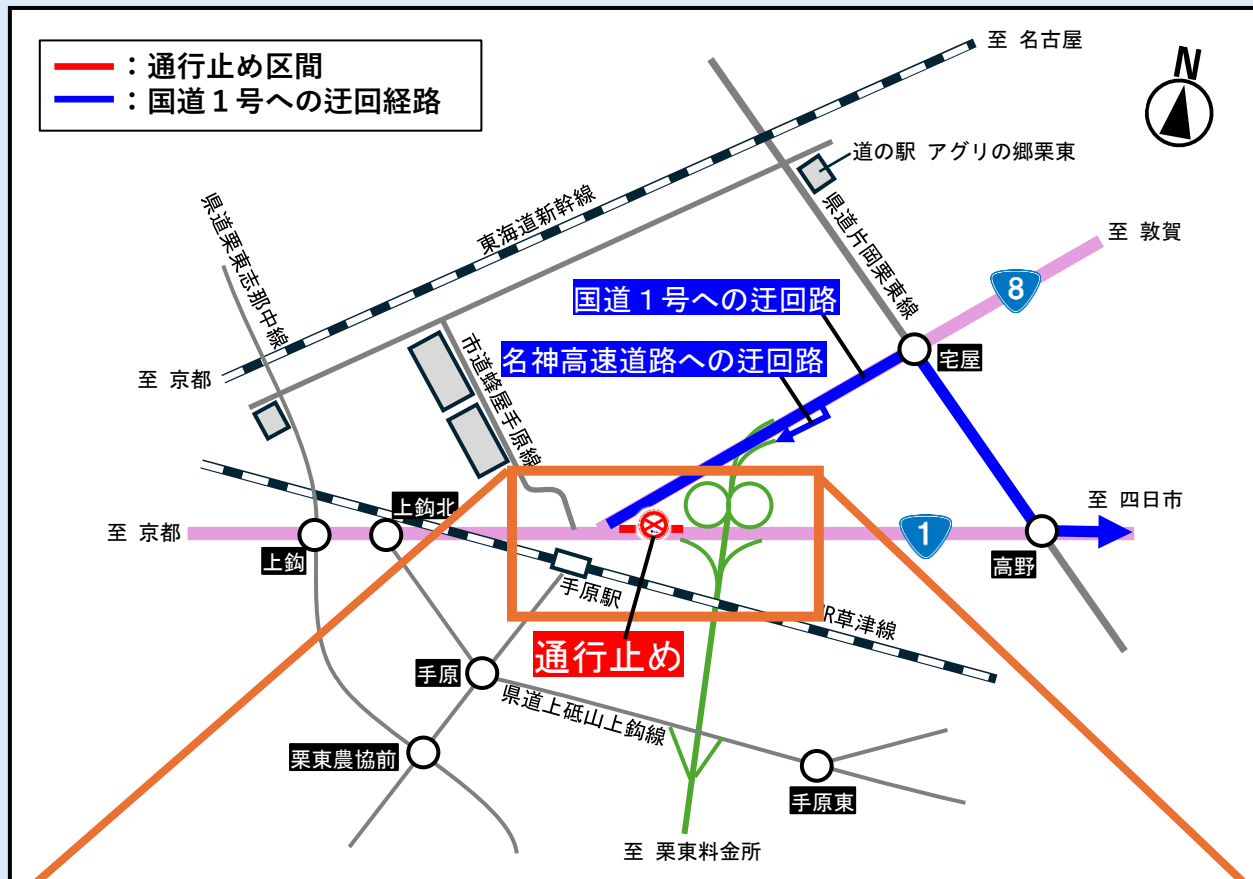 ：通行止め区間
：国道１号への迂回経路
至 名古屋
N
道の駅 アグリの郷栗東
県道栗東志那中線
東海道新幹線
県道片岡栗東線
至 敦賀
8
国道１号への迂回路
市道蜂屋手原線
名神高速道路への迂回路
宅屋
至 京都
上鈎北
至 四日市
至 京都
1
上鈎
高野
手原駅
JR草津線
通行止め
手原
県道上砥山上鈎線
栗東農協前
手原東
至 栗東料金所